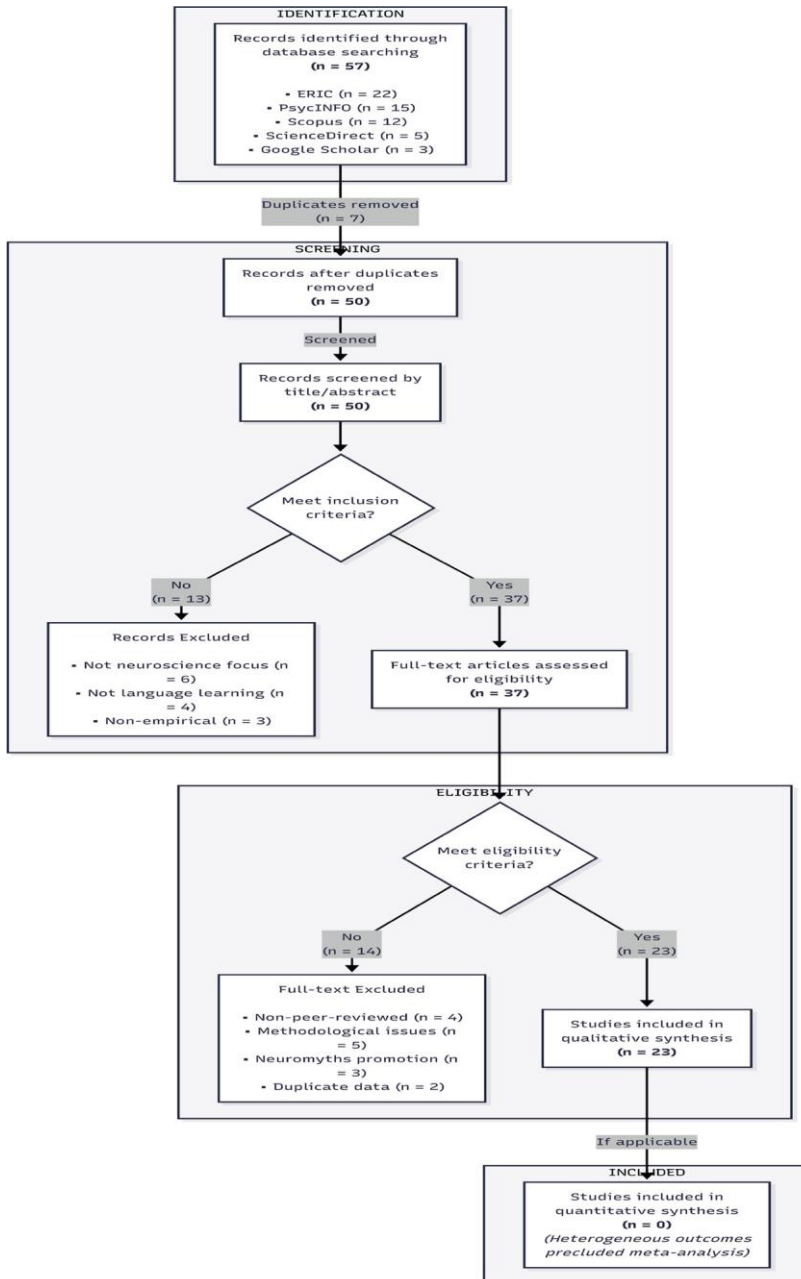 IDENTIFICATION
Records identified through
database searching
(n = 57)
• ERIC (n = 22)
• PsycINFO (n = 15)
• Scopus (n = 12)
• ScienceDirect (n = 5)
• Google Scholar (n = 3)
Duplicates removed
(n = 7)
SCREENING
Records after duplicates
removed
(n = 50)
Screened
Records screened by
title/abstract
(n = 50)
Meet inclusion
criteria?
No
(n = 13)
Yes
(n = 37)
Records Excluded
• Not neuroscience focus (n
= 6)
• Not language learning (n
= 4)
• Non-empirical (n = 3)
Full-text articles assessed
for eligibility
(n = 37)
ELIGIBILITY
Meet eligibility
criteria?
No
(n = 14)
Yes
(n = 23)
Full-text Excluded
• Non-peer-reviewed (n = 4)
• Methodological issues (n
= 5)
• Neuromyths promotion (n
= 3)
• Duplicate data (n = 2)
Studies included in
qualitative synthesis
(n = 23)
If applicable
INCLUDED
Studies included in
quantitative synthesis
(n = 0)
(Heterogeneous outcomes
precluded meta-analysis)